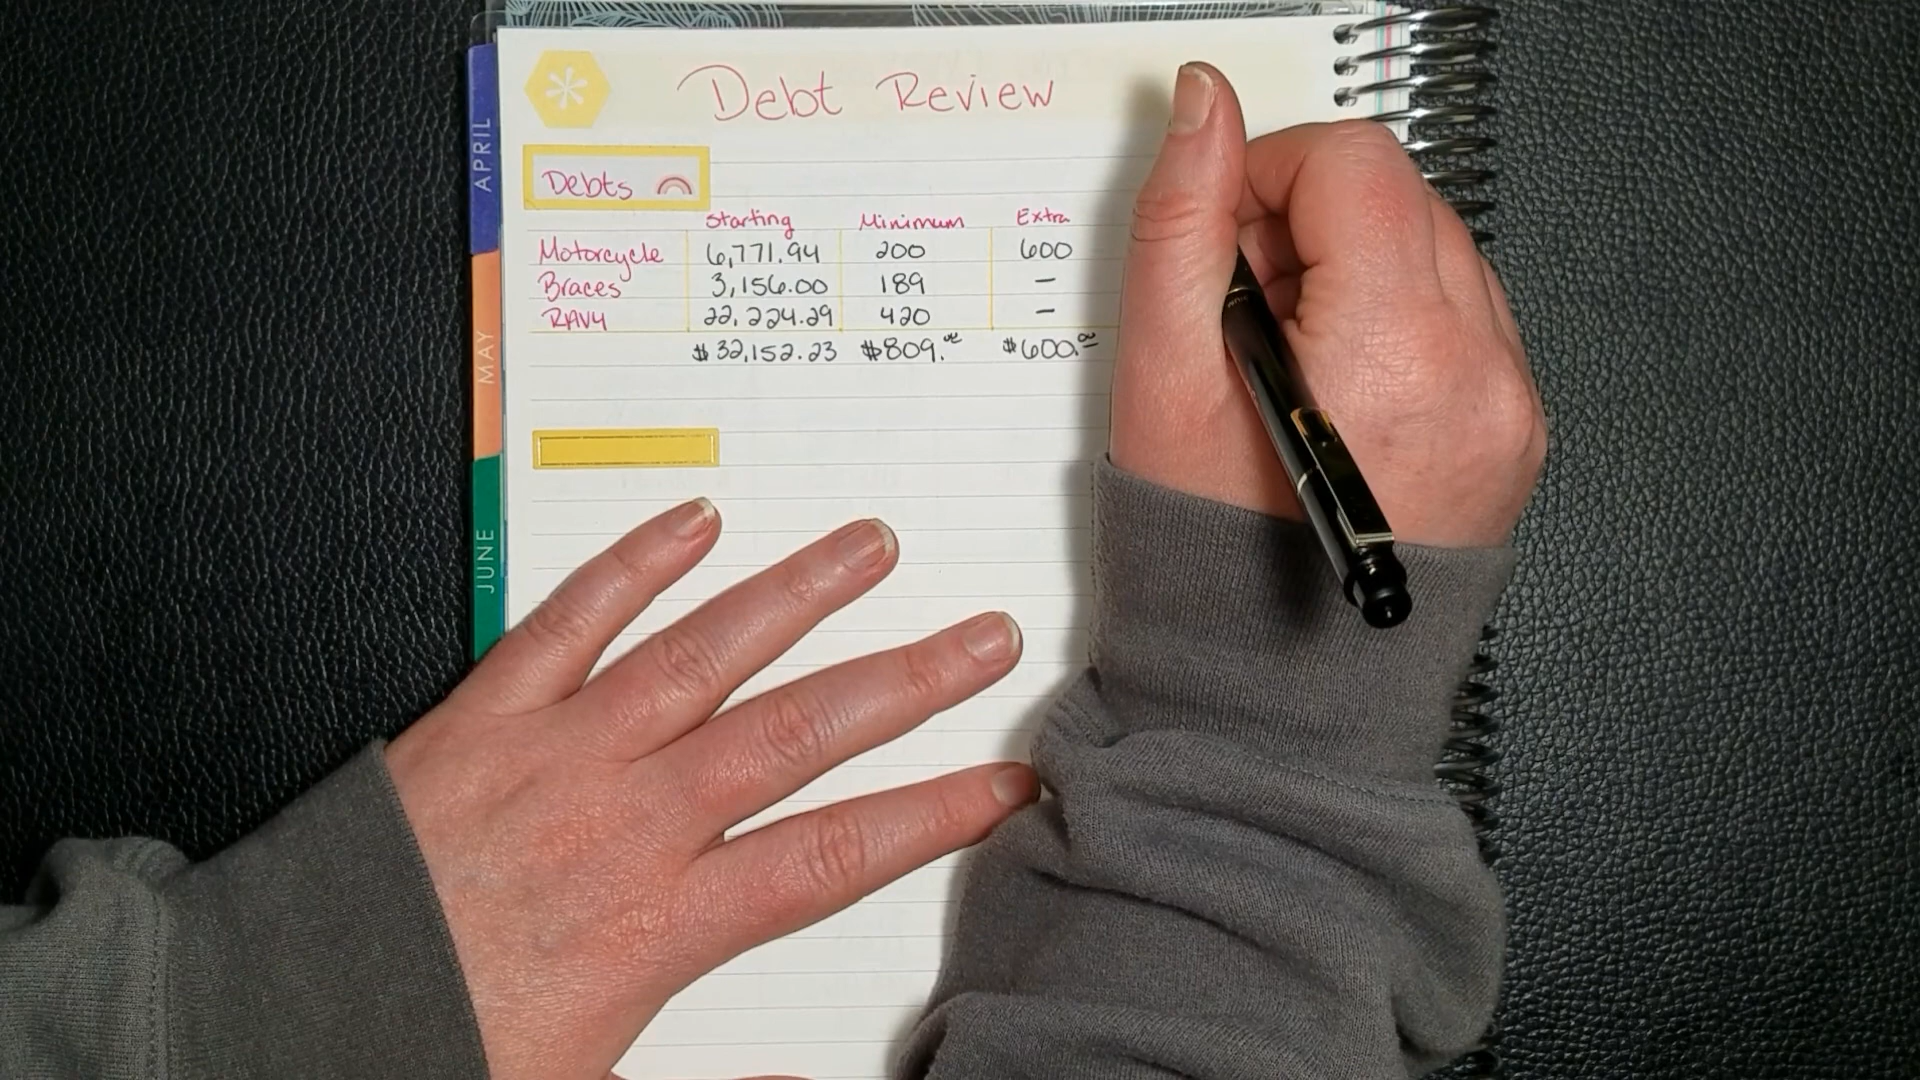 Debt Review
APRIL
Debts
Starting Minimum Extra
Motorcycle 6,771.94 200 600
Braces 3,156.00 189 —
RAV4 22,224.29 420 —
$32,152.23 $809.00 $600.00
MAY
JUNE